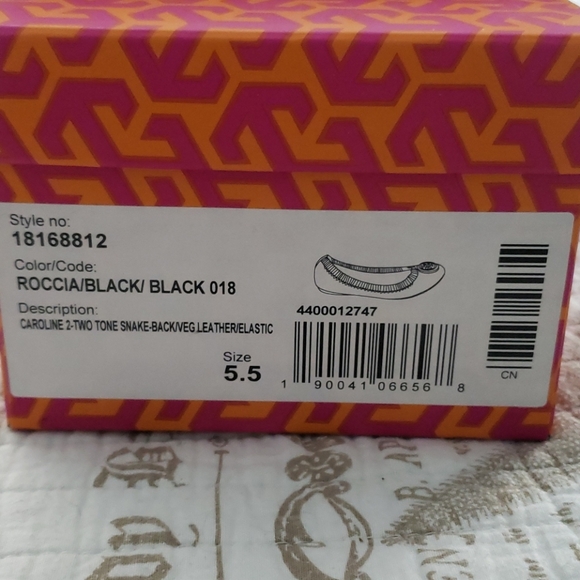 Style no:
18168812
Color/Code:
ROCCIA/BLACK/ BLACK 018
Description:
CAROLINE 2-TWO TONE SNAKE-BACK/VEG.LEATHER/ELASTIC
Size
5.5
4400012747
1 90041 06656 8
CN
B. A